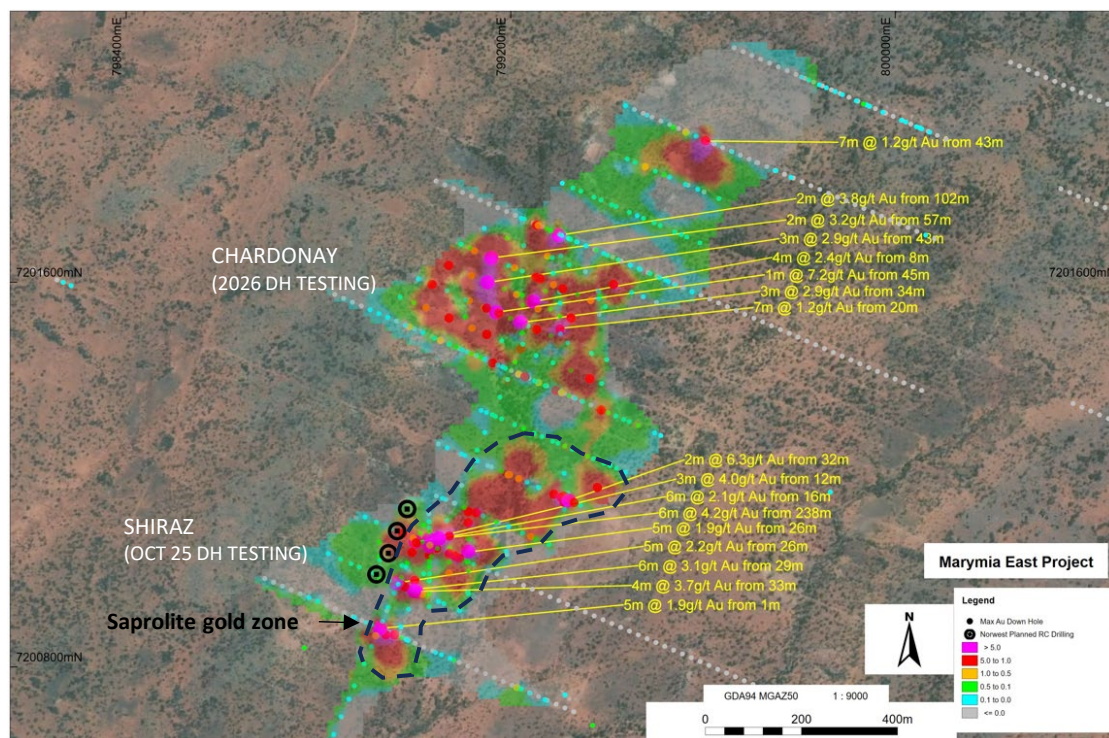 798400mE
799200mE
800000mE
7m @ 1.2g/t Au from 43m
2m @ 3.8g/t Au from 102m
2m @ 3.2g/t Au from 57m
3m @ 2.9g/t Au from 43m
4m @ 2.4g/t Au from 8m
1m @ 7.2g/t Au from 45m
3m @ 2.9g/t Au from 34m
7m @ 1.2g/t Au from 20m
CHARDONAY
(2026 DH TESTING)
7201600mN
7201600mN
2m @ 6.3g/t Au from 32m
3m @ 4.0g/t Au from 12m
6m @ 2.1g/t Au from 16m
6m @ 4.2g/t Au from 238m
5m @ 1.9g/t Au from 26m
5m @ 2.2g/t Au from 26m
6m @ 3.1g/t Au from 29m
4m @ 3.7g/t Au from 33m
5m @ 1.9g/t Au from 1m
SHIRAZ
(OCT 25 DH TESTING)
Saprolite gold zone
7200800mN
Marymia East Project
N
Legend
Max Au Down Hole
Norwest Planned RC Drilling
> 5.0
5.0 to 1.0
1.0 to 0.5
0.5 to 0.1
0.1 to 0.0
<= 0.0
GDA94 MGAZ50 1 : 9000
0 200 400m